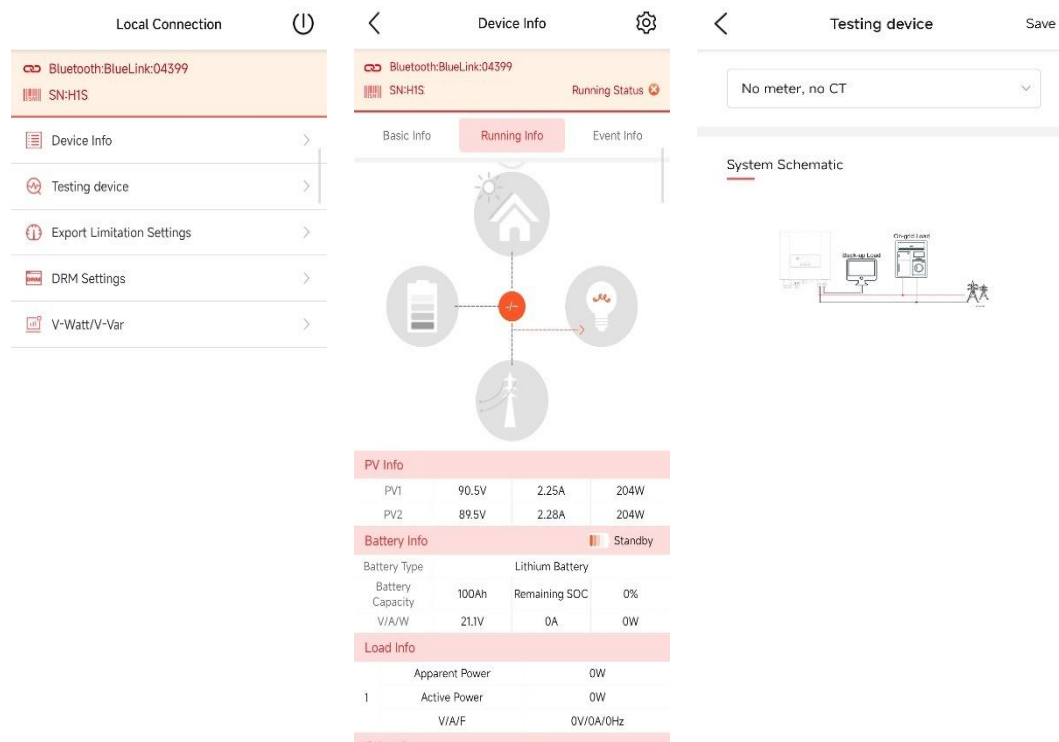 Local Connection
Bluetooth:BlueLink:04399
SN:H1S
Device Info
Testing device
Export Limitation Settings
DRM Settings
V-Watt/V-Var
Device Info
Bluetooth:BlueLink:04399
SN:H1S Running Status
Basic Info Running Info Event Info
PV Info
PV1 90.5V 2.25A 204W
PV2 89.5V 2.28A 204W
Battery Info Standby
Battery Type Lithium Battery
Battery Capacity 100Ah Remaining SOC 0%
V/A/W 21.1V 0A 0W
Load Info
1 Apparent Power 0W
Active Power 0W
V/A/F 0V/0A/0Hz
Testing device Save
No meter, no CT
System Schematic
On-grid Load
Back-up Load